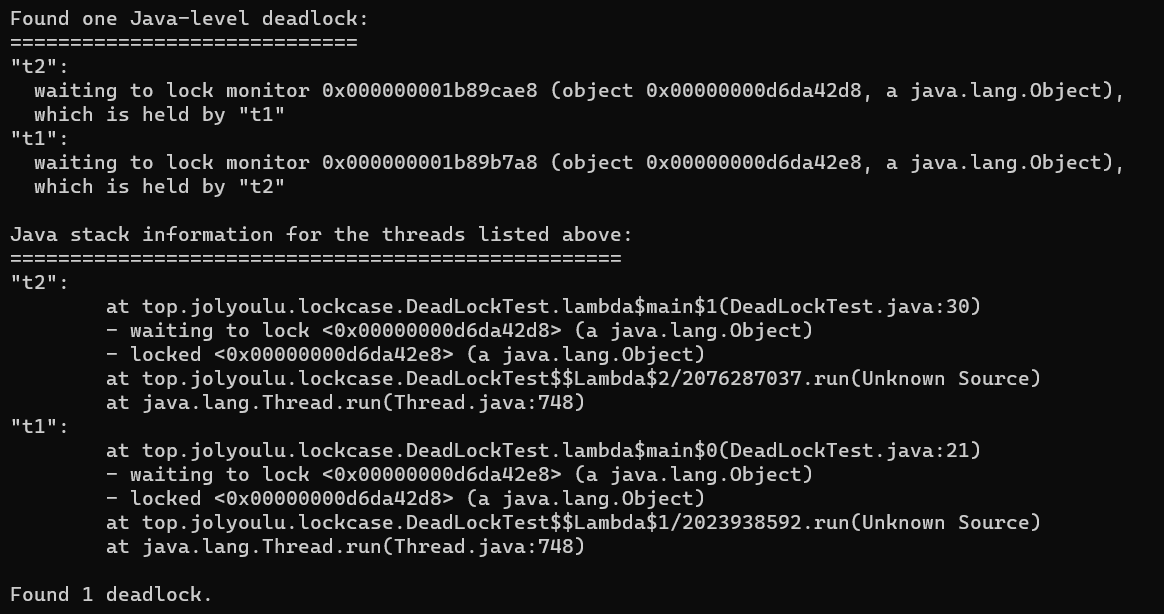 Found one Java-level deadlock:
=============================
"t2":
  waiting to lock monitor 0x000000001b89cae8 (object 0x00000000d6da42d8, a java.lang.Object),
  which is held by "t1"
"t1":
  waiting to lock monitor 0x000000001b89b7a8 (object 0x00000000d6da42e8, a java.lang.Object),
  which is held by "t2"

Java stack information for the threads listed above:
===================================================
"t2":
        at top.jolyoulu.lockcase.DeadLockTest.lambda$main$1(DeadLockTest.java:30)
        - waiting to lock <0x00000000d6da42d8> (a java.lang.Object)
        - locked <0x00000000d6da42e8> (a java.lang.Object)
        at top.jolyoulu.lockcase.DeadLockTest$$Lambda$2/2076287037.run(Unknown Source)
        at java.lang.Thread.run(Thread.java:748)
"t1":
        at top.jolyoulu.lockcase.DeadLockTest.lambda$main$0(DeadLockTest.java:21)
        - waiting to lock <0x00000000d6da42e8> (a java.lang.Object)
        - locked <0x00000000d6da42d8> (a java.lang.Object)
        at top.jolyoulu.lockcase.DeadLockTest$$Lambda$1/2023938592.run(Unknown Source)
        at java.lang.Thread.run(Thread.java:748)

Found 1 deadlock.